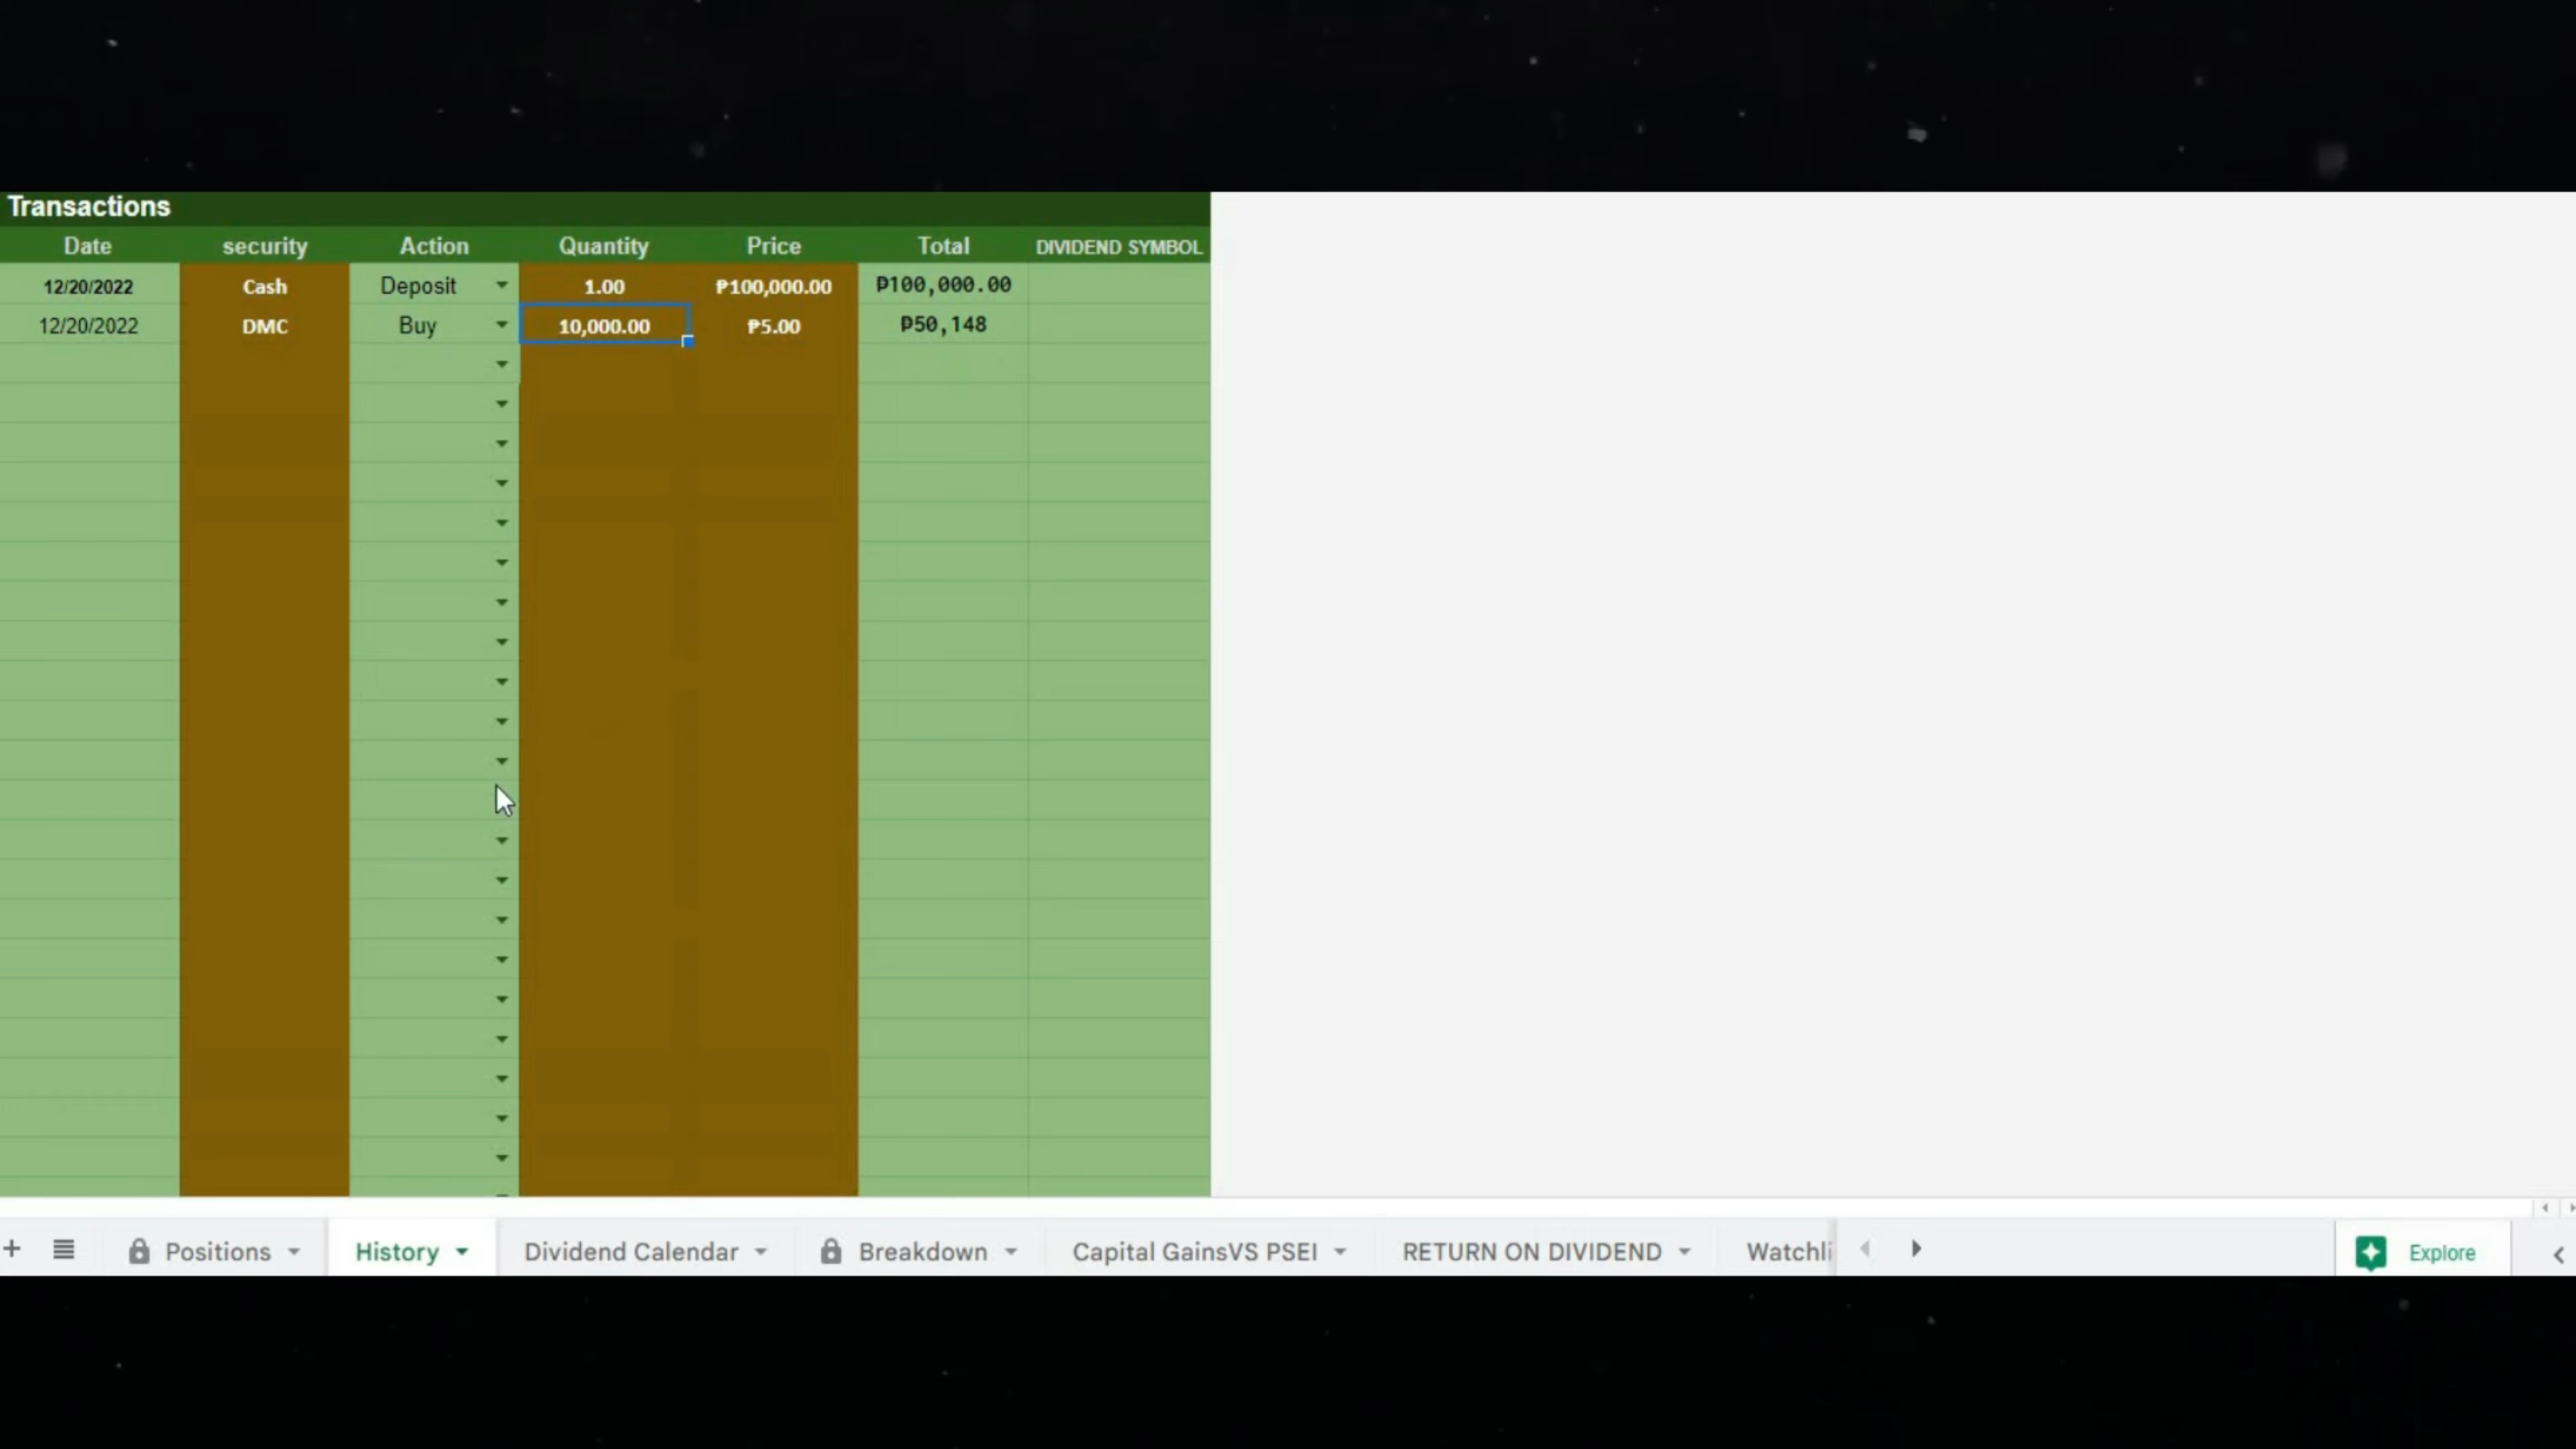 Transactions
Date security Action Quantity Price Total DIVIDEND SYMBOL
12/20/2022 Cash Deposit 1.00 ₱100,000.00 ₱100,000.00
12/20/2022 DMC Buy 10,000.00 ₱5.00 ₱50,148
Positions History Dividend Calendar Breakdown Capital GainsVS PSEI RETURN ON DIVIDEND Watchli Explore